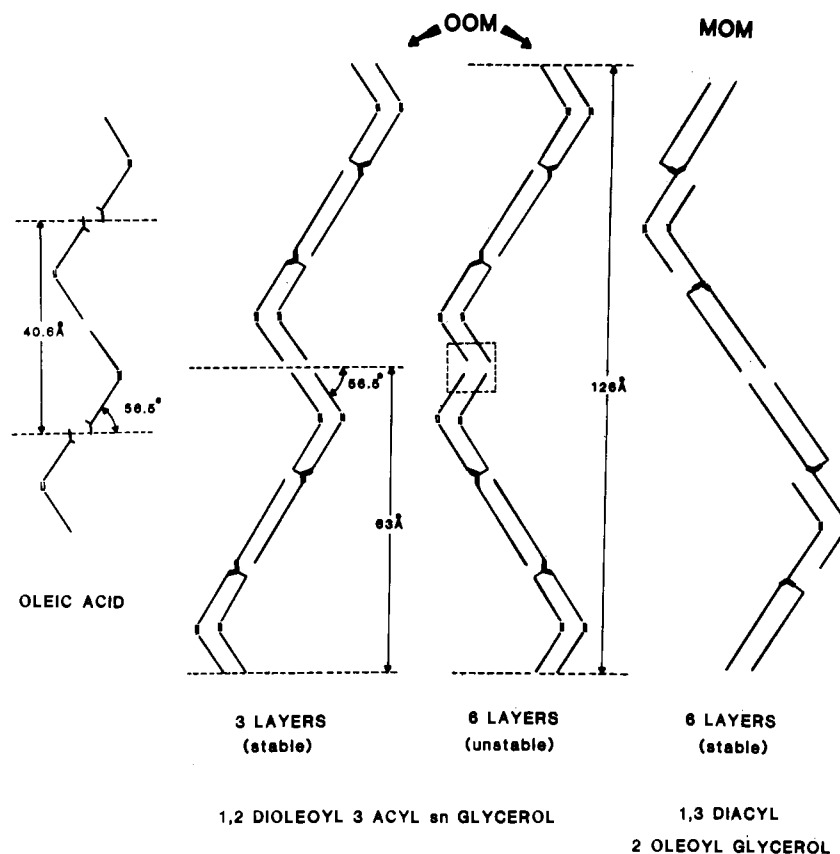 OOM
MOM
40.6Å
56.5°
56.5°
63Å
126Å
OLEIC ACID
3 LAYERS
(stable)
6 LAYERS
(unstable)
6 LAYERS
(stable)
1,2 DIOLEOYL 3 ACYL sn GLYCEROL
1,3 DIACYL
2 OLEOYL GLYCEROL